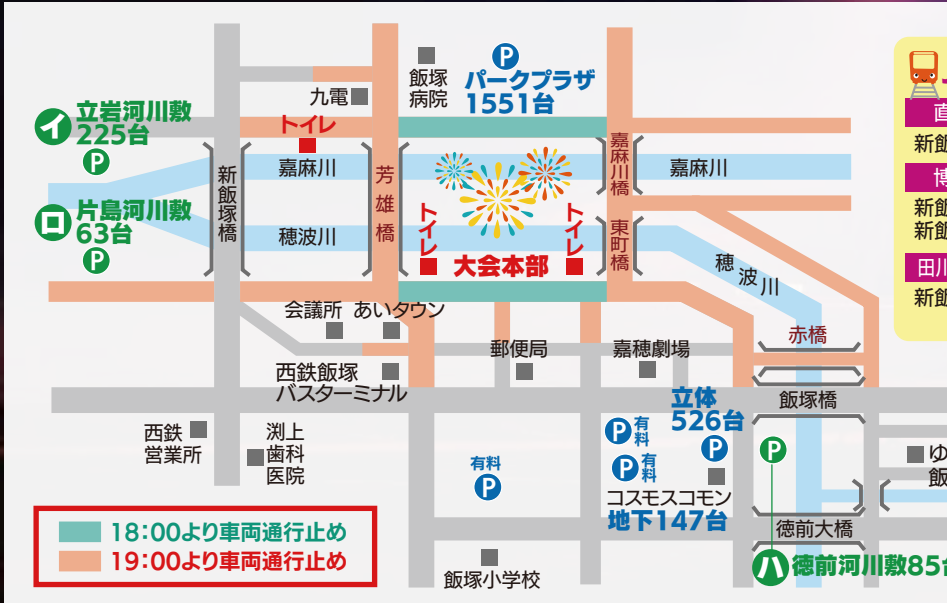 飯塚
病院
P
パークプラザ
1551台
九電
イ
立岩河川敷
225台
P
トイレ
嘉麻川
新飯塚橋
芳雄橋
嘉麻川橋
嘉麻川
ロ
片島河川敷
63台
P
穂波川
トイレ
大会本部
トイレ
東町橋
穂波川
会議所
あいタウン
西鉄飯塚
バスターミナル
郵便局
嘉穂劇場
赤橋
飯塚橋
西鉄
営業所
渕上
歯科
医院
有料
P
P
有料
P
有料
立体
526台
P
コスモスコモン
地下147台
P
徳前大橋
ハ
徳前河川敷85台
飯塚小学校
18:00より車両通行止め
19:00より車両通行止め
直
新飯
博
新飯
新飯
田川
新飯
ゆ
飯